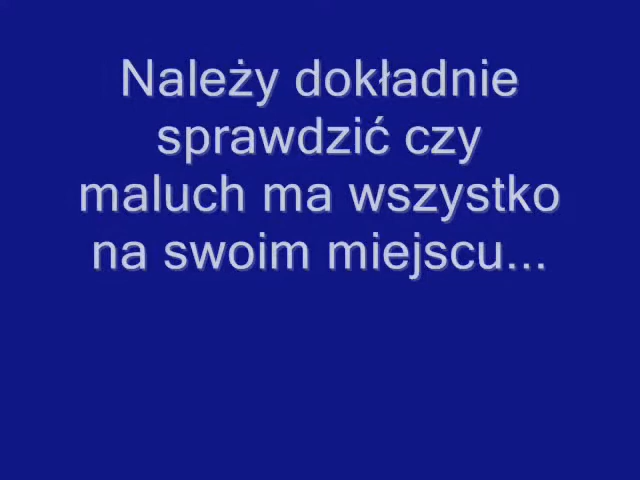 Należy dokładnie
sprawdzić czy
maluch ma wszystko
na swoim miejscu...